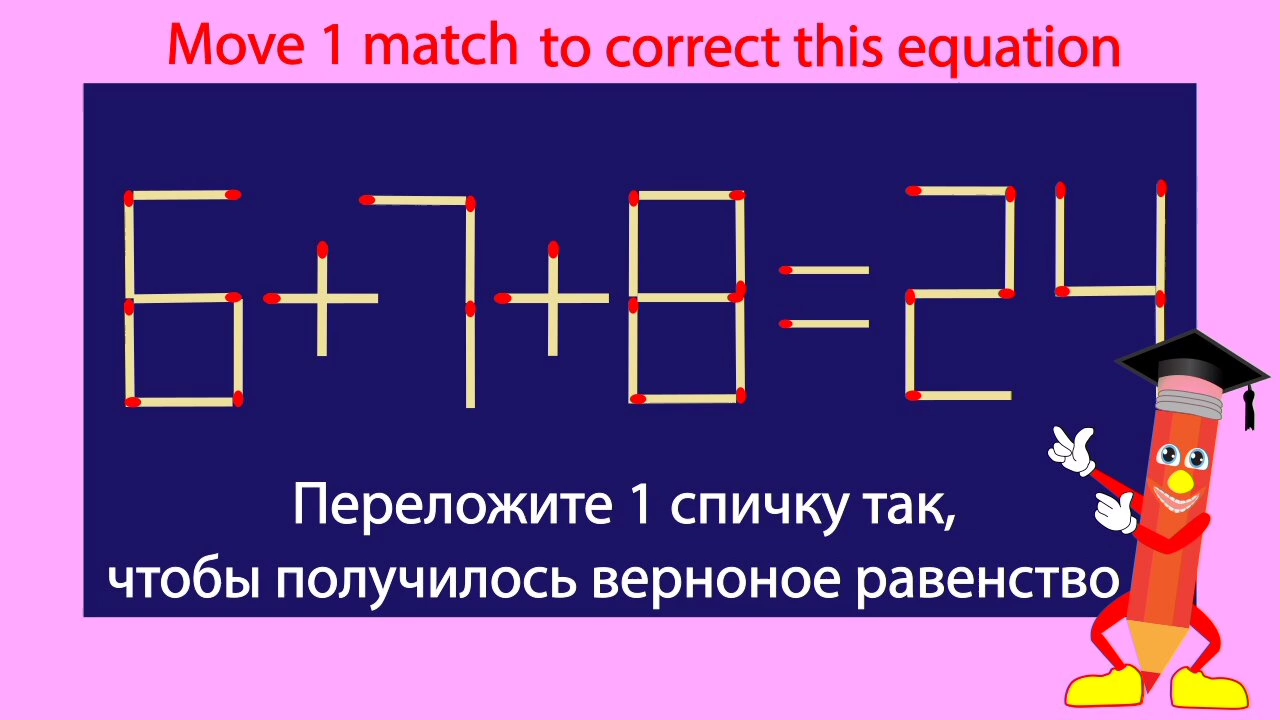 Move 1 match to correct this equation
6+7+8=24
Переложите 1 спичку так,
чтобы получилось верноное равенство